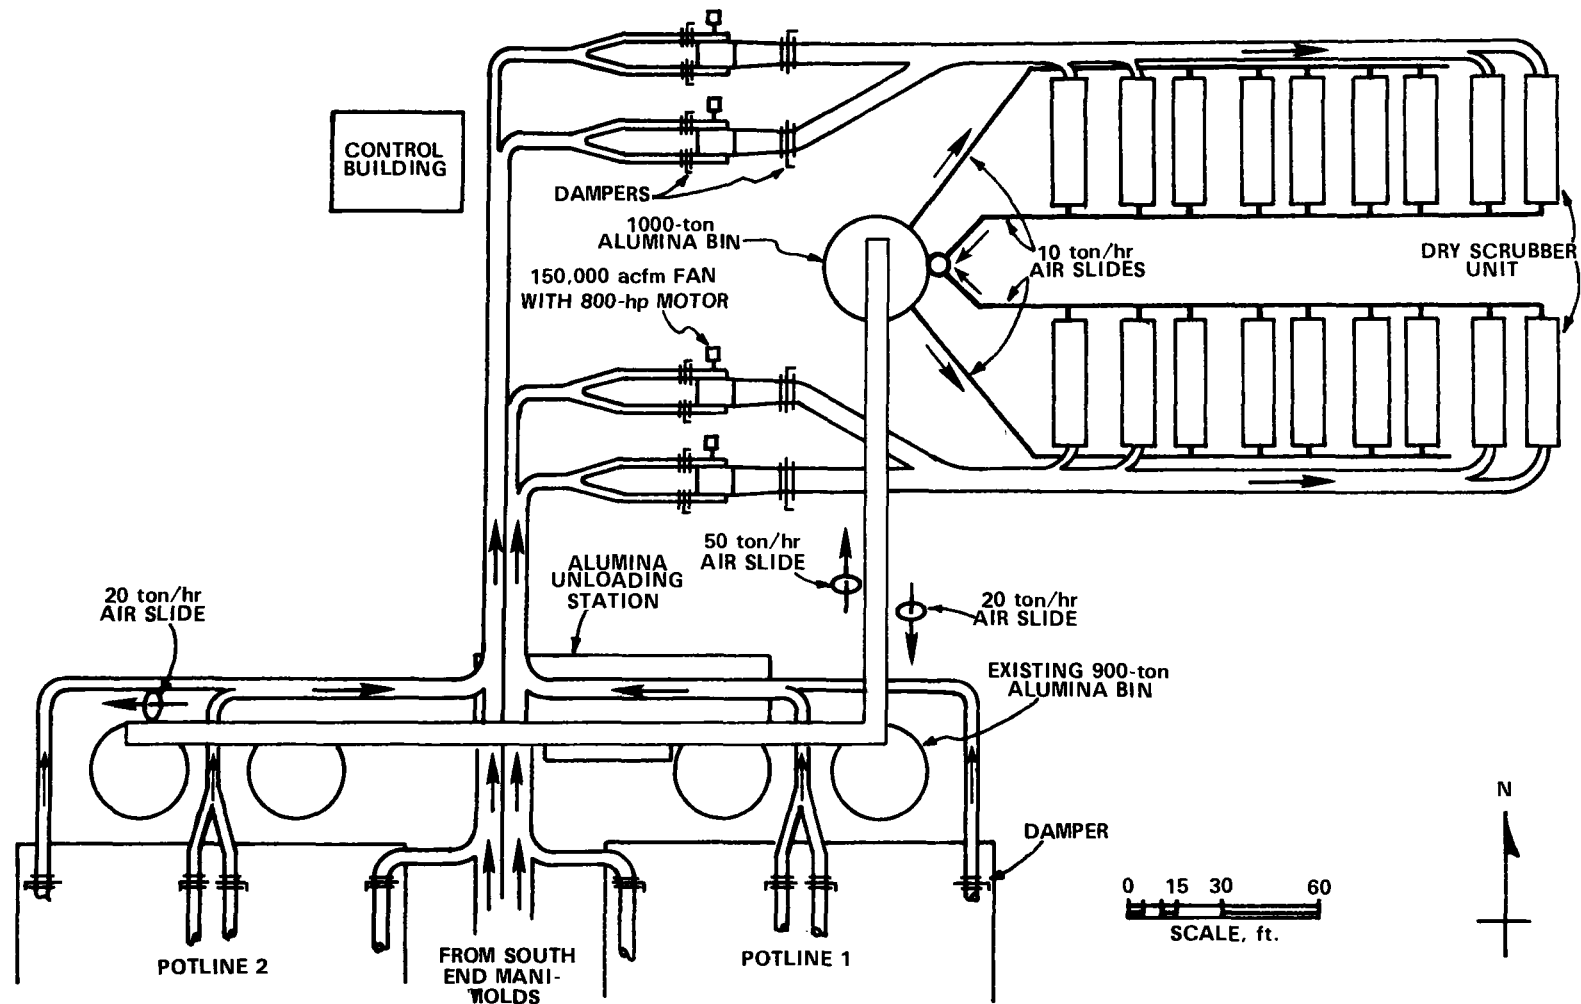 CONTROL
BUILDING
DAMPERS
1000-ton
ALUMINA BIN
150,000 acfm FAN
WITH 800-hp MOTOR
10 ton/hr
AIR SLIDES
DRY SCRUBBER
UNIT
50 ton/hr
AIR SLIDE
ALUMINA
UNLOADING
STATION
20 ton/hr
AIR SLIDE
20 ton/hr
AIR SLIDE
EXISTING 900-ton
ALUMINA BIN
N
DAMPER
0 15 30 60
SCALE, ft.
POTLINE 2
FROM SOUTH
END MANI-
FOLDS
POTLINE 1